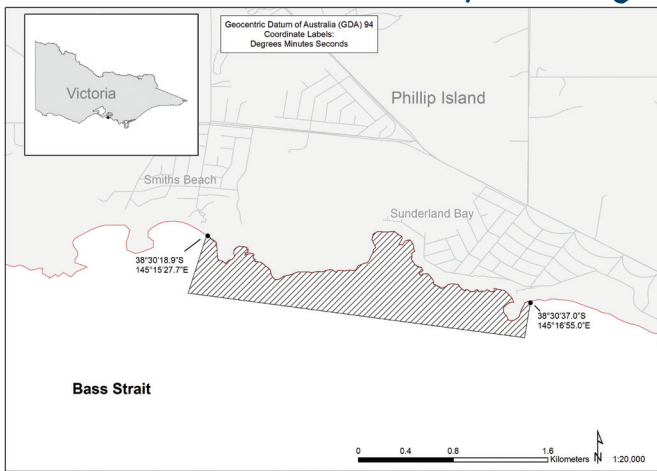 Geocentric Datum of Australia (GDA) 94
Coordinate Labels:
Degrees Minutes Seconds
Victoria
Phillip Island
Smiths Beach
Sunderland Bay
38°30'18.9"S
145°15'27.7"E
38°30'37.0"S
145°16'55.0"E
Bass Strait
0 0.4 0.8 1.6
Kilometers
N
1:20,000